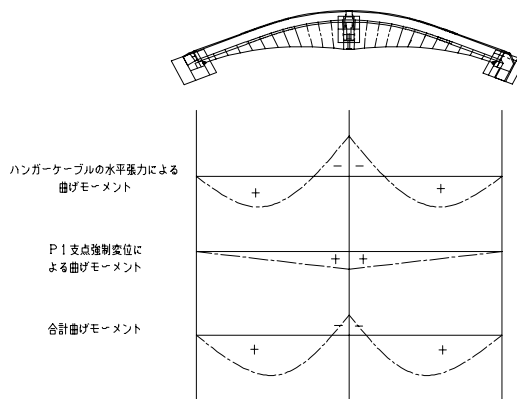 ハンガーケーブルの水平張力による
曲げモーメント
－ －
＋ ＋
P1支点強制変位に
よる曲げモーメント
＋ ＋
合計曲げモーメント
－ －
＋ ＋